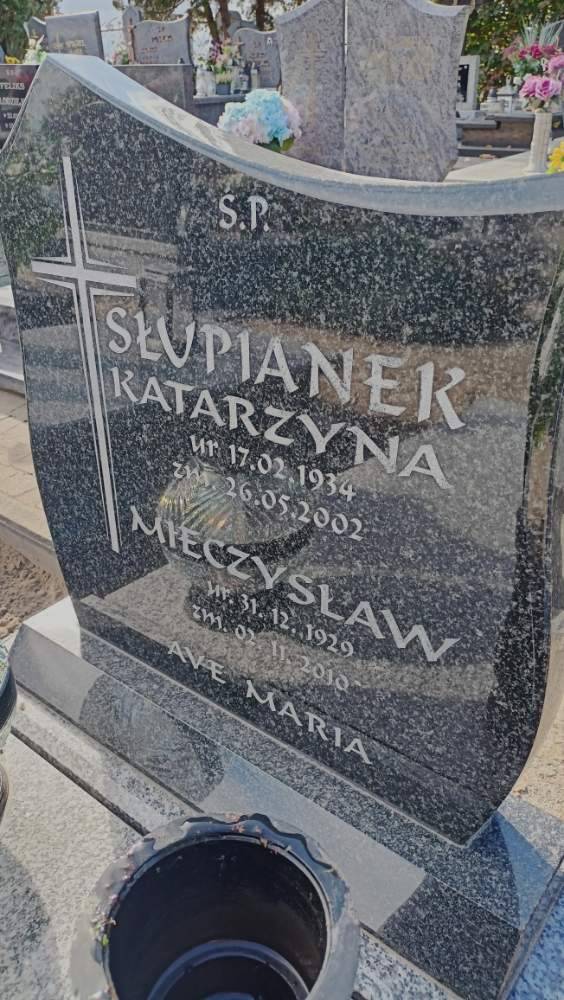 S.P.
SŁUPIANEK
KATARZYNA
ur 17.02.1934
zm. 26.05.2002
MIECZYSŁAW
ur. 31.12.1929
zm. 02.11.2010
AVE MARIA
FELIKS